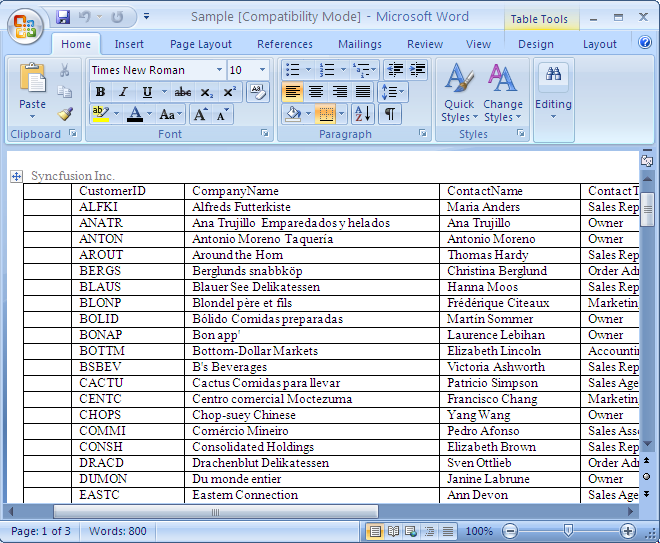 Sample [Compatibility Mode] - Microsoft Word Table Tools
Home Insert Page Layout References Mailings Review View Design Layout
Times New Roman 10
Paste B I U abc x₂ x² Aa A A A Quick Styles Change Styles Editing
Clipboard Font Paragraph Styles
Syncfusion Inc.
CustomerID CompanyName ContactName ContactT
ALFKI Alfreds Futterkiste Maria Anders Sales Rep
ANATR Ana Trujillo Emparedados y helados Ana Trujillo Owner
ANTON Antonio Moreno Taquería Antonio Moreno Owner
AROUT Around the Horn Thomas Hardy Sales Rep
BERGS Berglunds snabbköp Christina Berglund Order Adm
BLAUS Blauer See Delikatessen Hanna Moos Sales Rep
BLONP Blondel père et fils Frédérique Citeaux Marketing
BOLID Bólido Comidas preparadas Martín Sommer Owner
BONAP Bon app' Laurence Lebihan Owner
BOTTM Bottom-Dollar Markets Elizabeth Lincoln Accountin
BSBEV B's Beverages Victoria Ashworth Sales Rep
CACTU Cactus Comidas para llevar Patricio Simpson Sales Age
CENTC Centro comercial Moctezuma Francisco Chang Marketing
CHOPS Chop-suey Chinese Yang Wang Owner
COMMI Comércio Mineiro Pedro Afonso Sales Asso
CONSH Consolidated Holdings Elizabeth Brown Sales Rep
DRACD Drachenblut Delikatessen Sven Ottlieb Order Adm
DUMON Du monde entier Janine Labrune Owner
EASTC Eastern Connection Ann Devon Sales Age
Page: 1 of 3 Words: 800 100%